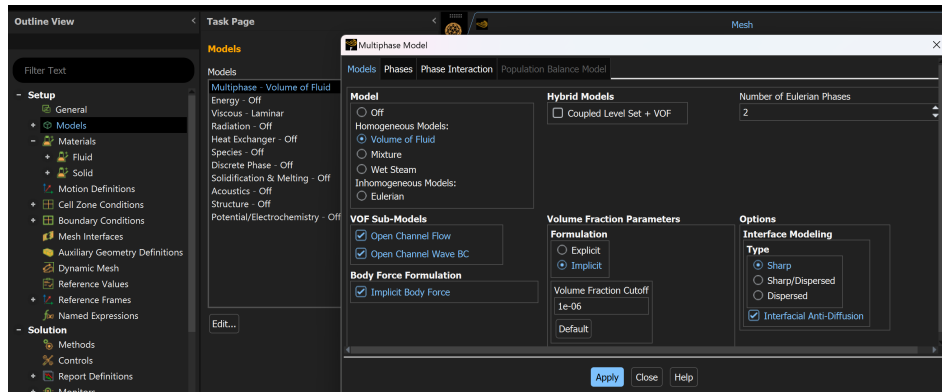 Outline View
<
Task Page
<
Mesh
Multiphase Model
Models
Models Phases Phase Interaction Population Balance Model
Filter Text
Models
Setup
General
Models
Materials
Fluid
Solid
Motion Definitions
Cell Zone Conditions
Boundary Conditions
Mesh Interfaces
Auxiliary Geometry Definitions
Dynamic Mesh
Reference Values
Reference Frames
Named Expressions
Solution
Methods
Controls
Report Definitions
Multiphase - Volume of Fluid
Energy - Off
Viscous - Laminar
Radiation - Off
Heat Exchanger - Off
Species - Off
Discrete Phase - Off
Solidification & Melting - Off
Acoustics - Off
Structure - Off
Potential/Electrochemistry - Off
Edit...
Model
Off
Homogeneous Models:
Volume of Fluid
Mixture
Wet Steam
Inhomogeneous Models:
Eulerian
Hybrid Models
Coupled Level Set + VOF
Number of Eulerian Phases
2
VOF Sub-Models
Open Channel Flow
Open Channel Wave BC
Body Force Formulation
Implicit Body Force
Volume Fraction Parameters
Formulation
Explicit
Implicit
Volume Fraction Cutoff
1e-06
Default
Options
Interface Modeling
Type
Sharp
Sharp/Dispersed
Dispersed
Interfacial Anti-Diffusion
Apply Close Help